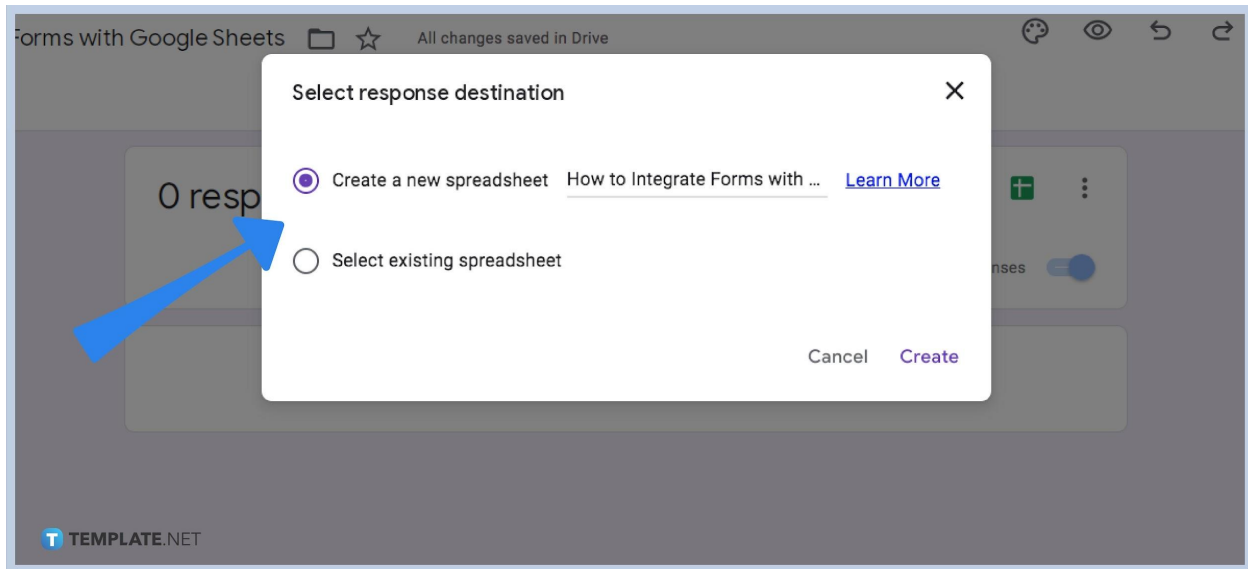 Forms with Google Sheets All changes saved in Drive
Select response destination
0 resp
Create a new spreadsheet How to Integrate Forms with ... Learn More
Select existing spreadsheet
nses
Cancel Create
T TEMPLATE.NET